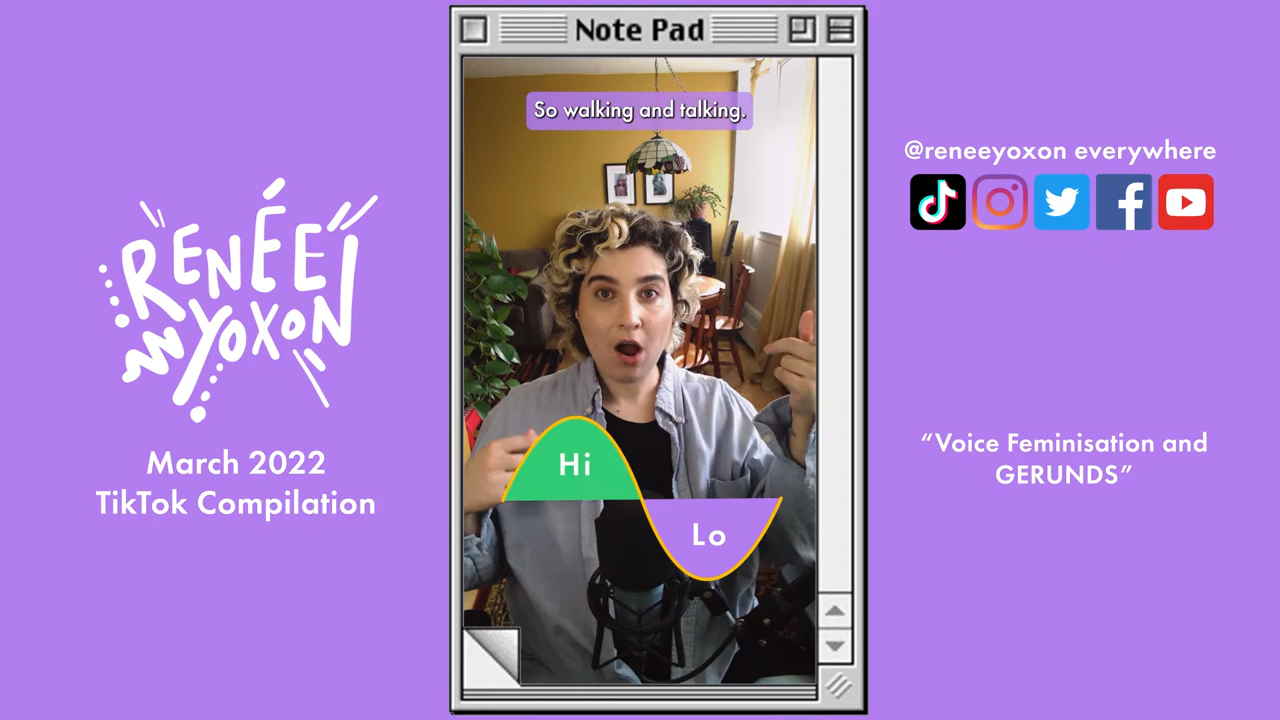 Note Pad
So walking and talking.
Hi
Lo
RENÉE
YOXON
March 2022
TikTok Compilation
@reneeyoxon everywhere
“Voice Feminisation and
GERUNDS”